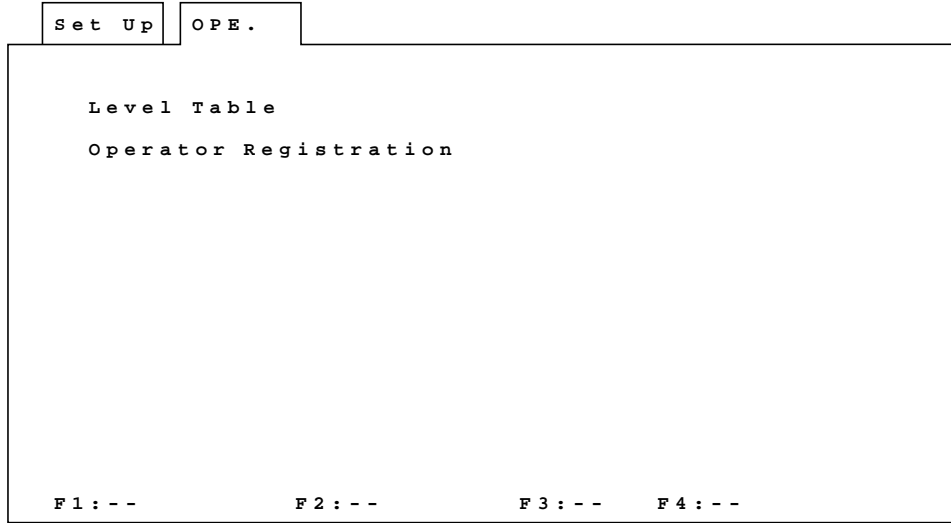 Set Up OPE.
Level Table
Operator Registration
F1:-- F2:-- F3:-- F4:--